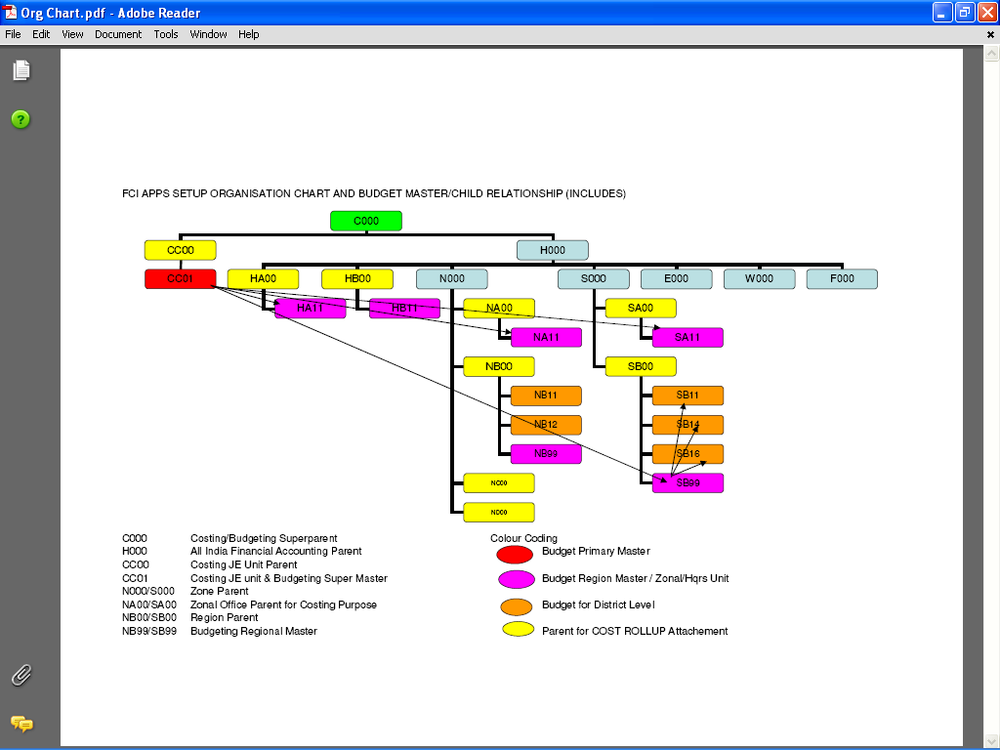 Org Chart.pdf - Adobe Reader
File Edit View Document Tools Window Help
FCI APPS SETUP ORGANISATION CHART AND BUDGET MASTER/CHILD RELATIONSHIP (INCLUDES)
C000
CC00 H000
CC01 HA00 HB00 N000 S000 E000 W000 F000
HA11 HB11 NA00 SA00
NA11 SA11
NB00 SB00
NB11 SB11
NB12 SB14
NB99 SB16
NC00 SB99
ND00
C000 Costing/Budgeting Superparent
H000 All India Financial Accounting Parent
CC00 Costing JE Unit Parent
CC01 Costing JE unit & Budgeting Super Master
N000/S000 Zone Parent
NA00/SA00 Zonal Office Parent for Costing Purpose
NB00/SB00 Region Parent
NB99/SB99 Budgeting Regional Master
Colour Coding
Budget Primary Master
Budget Region Master / Zonal/Hqrs Unit
Budget for District Level
Parent for COST ROLLUP Attachement